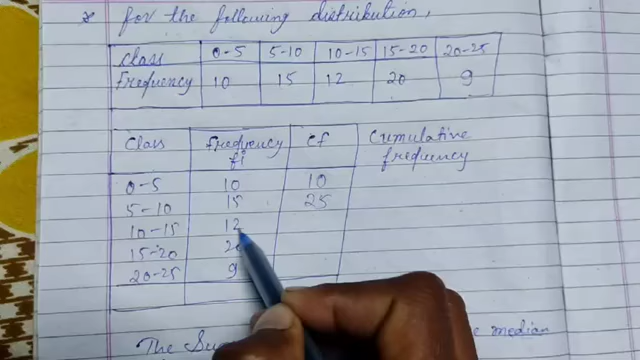 * For the following distribution,
Class 0-5 5-10 10-15 15-20 20-25
Frequency 10 15 12 20 9
Class Frequency fi Cf Cumulative frequency
0-5 10 10
5-10 15 25
10-15 12
15-20
20-25 9
The median